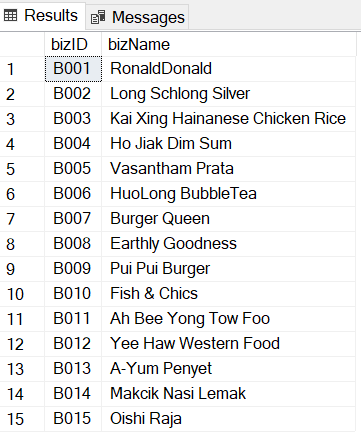 Results Messages
bizID bizName
1 B001 RonaldDonald
2 B002 Long Schlong Silver
3 B003 Kai Xing Hainanese Chicken Rice
4 B004 Ho Jiak Dim Sum
5 B005 Vasantham Prata
6 B006 HuoLong BubbleTea
7 B007 Burger Queen
8 B008 Earthly Goodness
9 B009 Pui Pui Burger
10 B010 Fish & Chics
11 B011 Ah Bee Yong Tow Foo
12 B012 Yee Haw Western Food
13 B013 A-Yum Penyet
14 B014 Makcik Nasi Lemak
15 B015 Oishi Raja